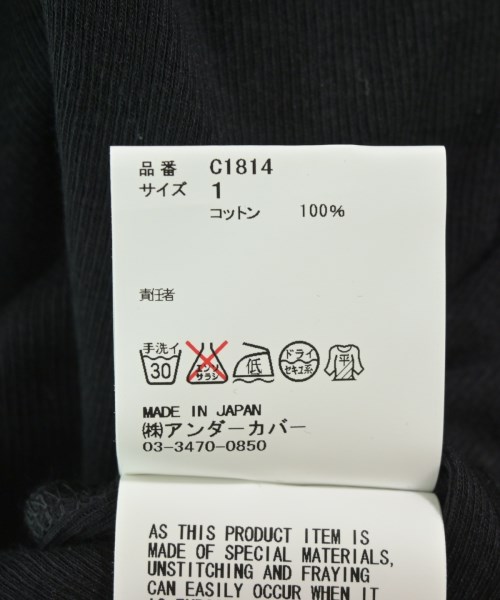 品番 C1814
サイズ 1
コットン 100%
責任者
手洗イ 30 エンソサラシ 低 ドライ セキユ系 平
MADE IN JAPAN
(株)アンダーカバー
03-3470-0850
AS THIS PRODUCT ITEM IS
MADE OF SPECIAL MATERIALS,
UNSTITCHING AND FRAYING
CAN EASILY OCCUR WHEN IT